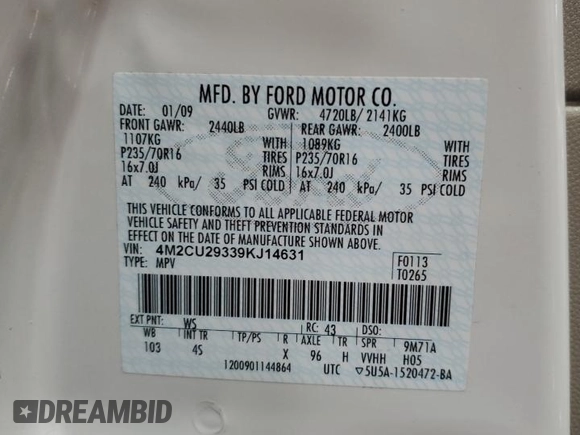 MFD. BY FORD MOTOR CO.
DATE: 01/09 GVWR: 4720LB/ 2141KG
FRONT GAWR: 2440LB REAR GAWR: 2400LB
1107KG WITH 1089KG WITH
P235/70R16 TIRES P235/70R16 TIRES
16x7.0J RIMS 16x7.0J RIMS
AT 240 kPa/ 35 PSI COLD AT 240 kPa/ 35 PSI COLD
THIS VEHICLE CONFORMS TO ALL APPLICABLE FEDERAL MOTOR
VEHICLE SAFETY AND THEFT PREVENTION STANDARDS IN
EFFECT ON THE DATE OF MANUFACTURE SHOWN ABOVE.
VIN: 4M2CU29339KJ14631 F0113
TYPE: MPV T0265
EXT PNT: WS RC: 43 DSO:
WB INT TR TP/PS R AXLE TR SPR 9M71A
103 4S X 96 H VVHH H05
1200901144864 UTC ▽5U5A-1520472-BA
Ford
DREAMBID